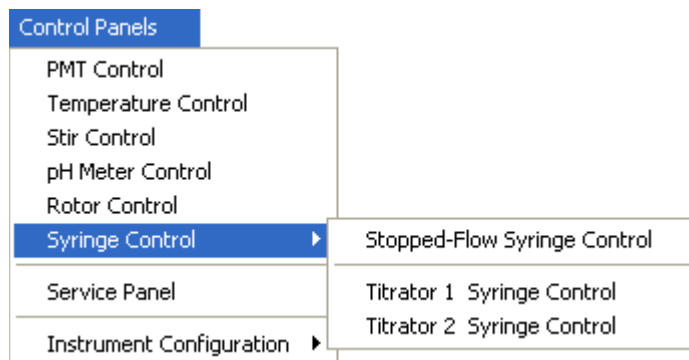 Control Panels
PMT Control
Temperature Control
Stir Control
pH Meter Control
Rotor Control
Syringe Control
Stopped-Flow Syringe Control
Service Panel
Titrator 1 Syringe Control
Titrator 2 Syringe Control
Instrument Configuration